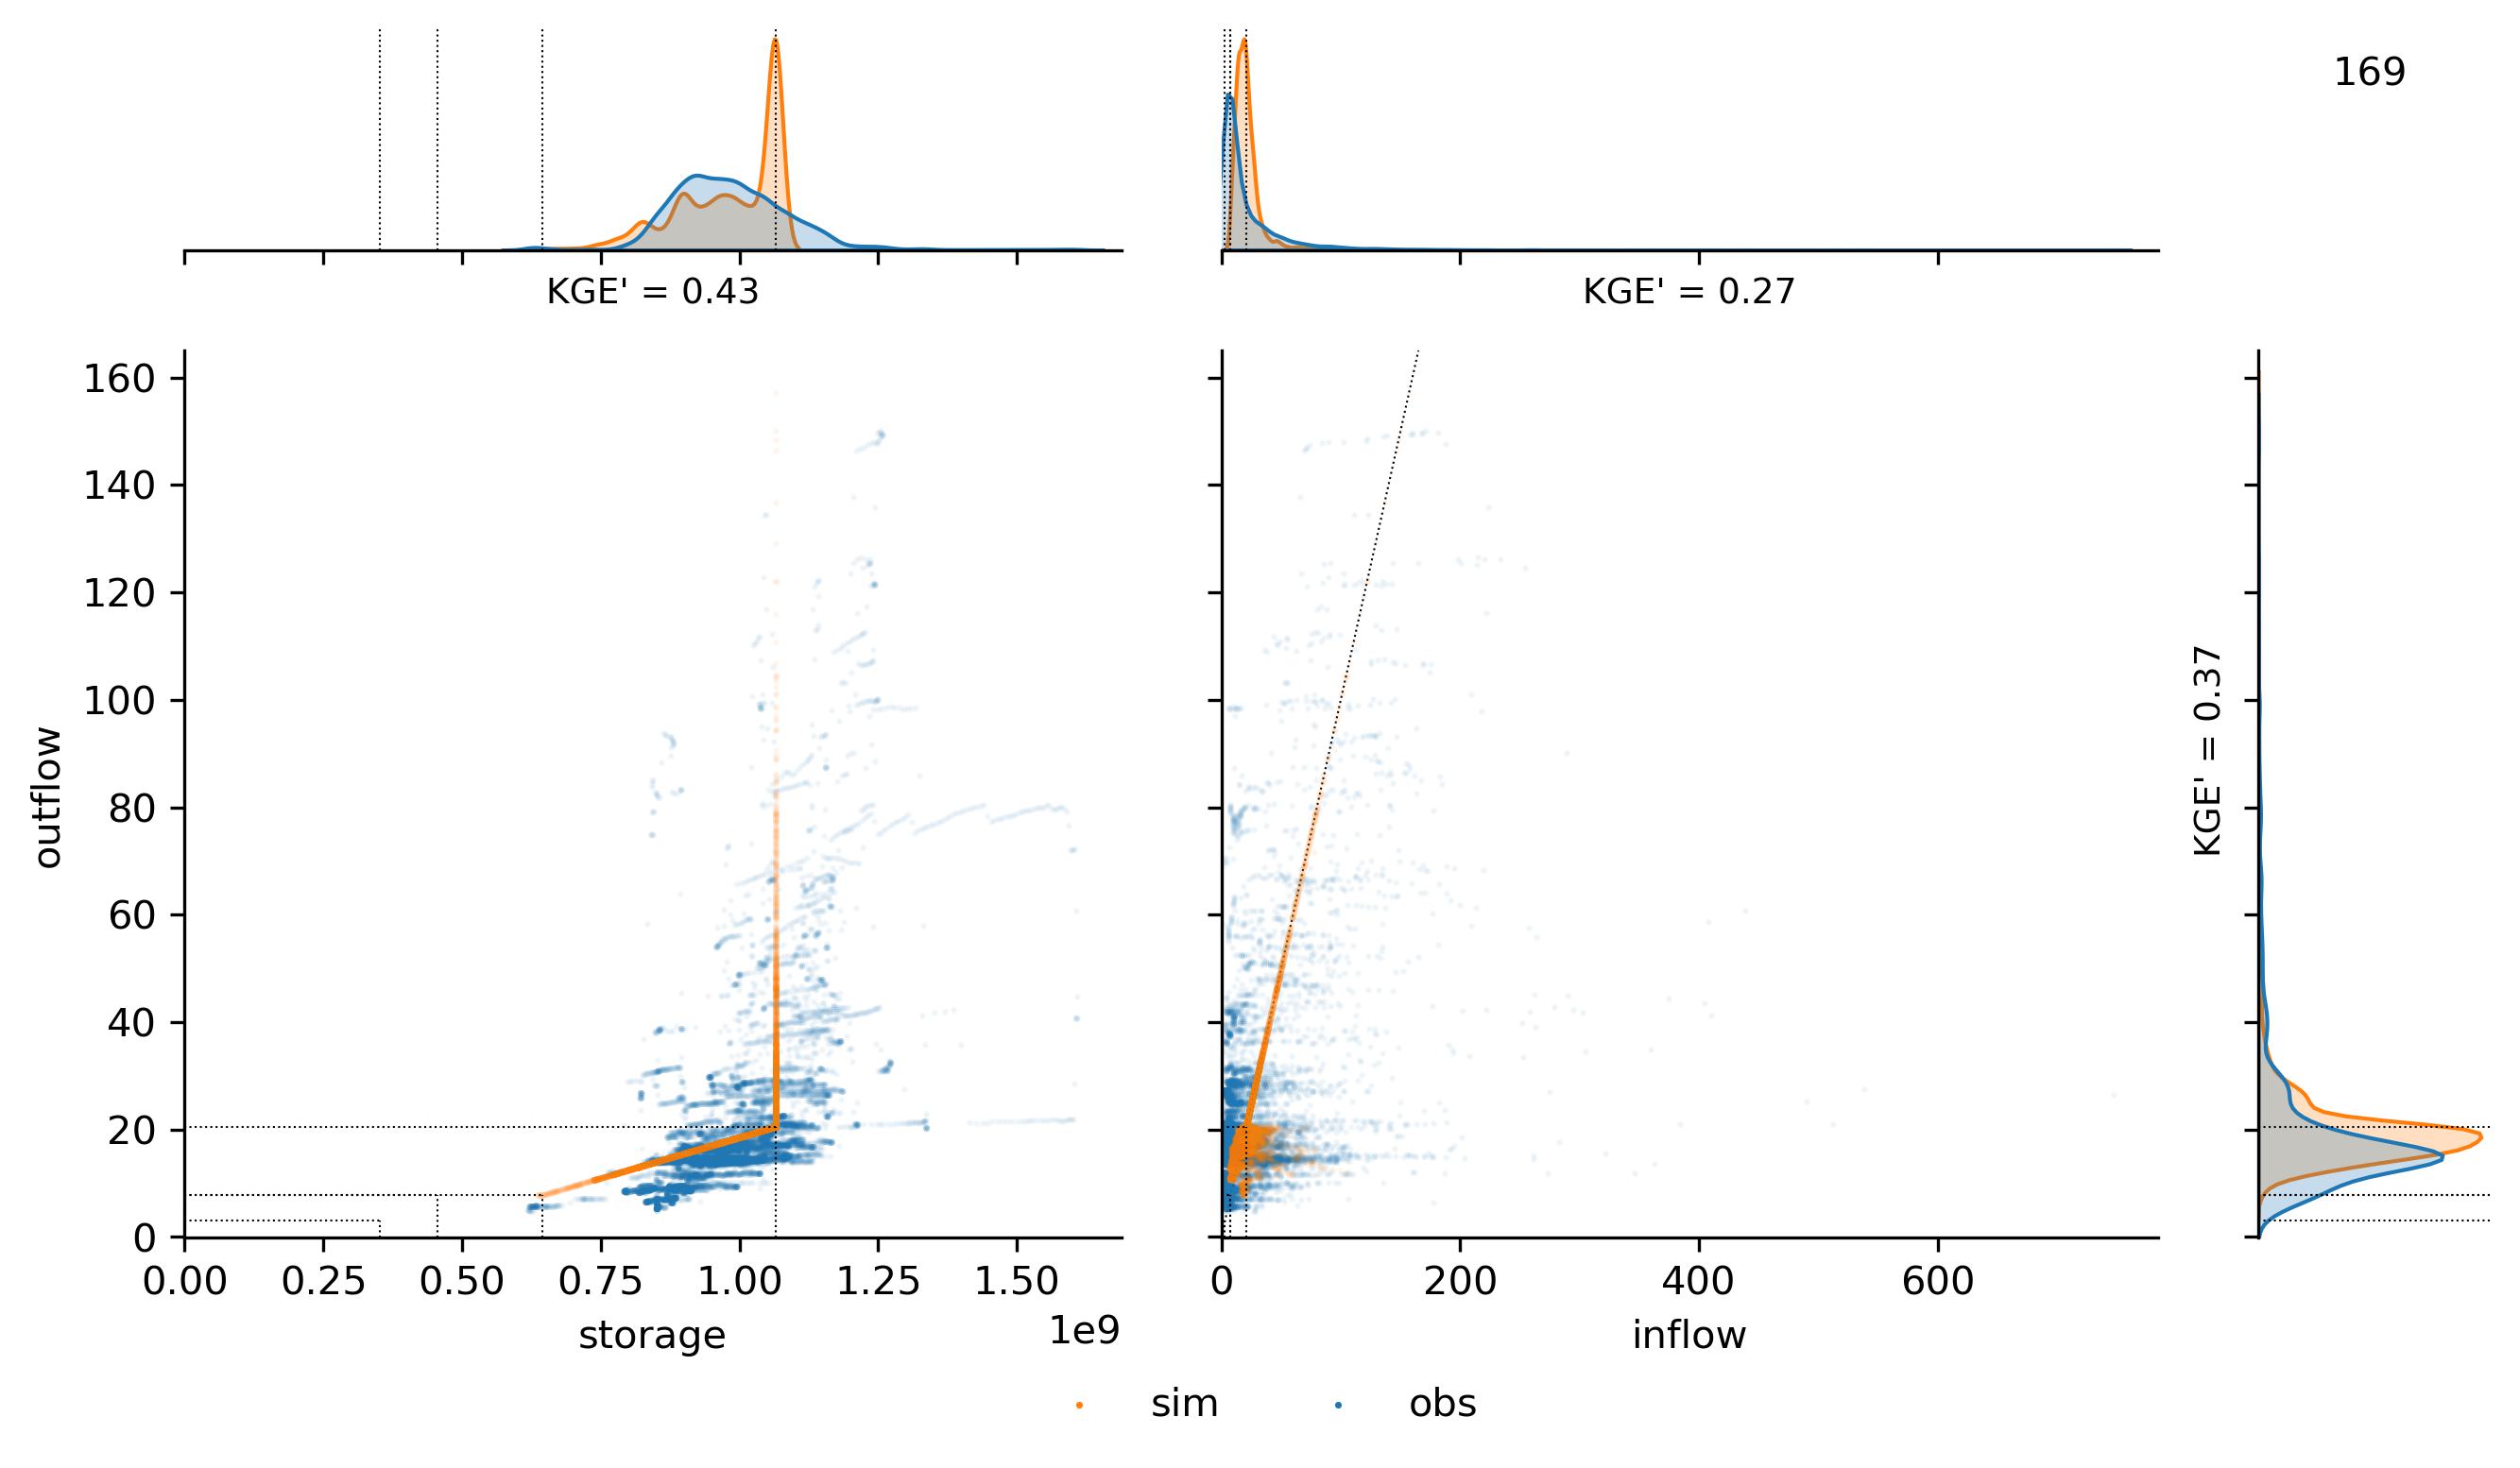 169
KGE' = 0.43
KGE' = 0.27
160
140
120
100
80
60
40
20
0
outflow
KGE' = 0.37
0.00 0.25 0.50 0.75 1.00 1.25 1.50
0 200 400 600
storage
1e9
inflow
sim obs